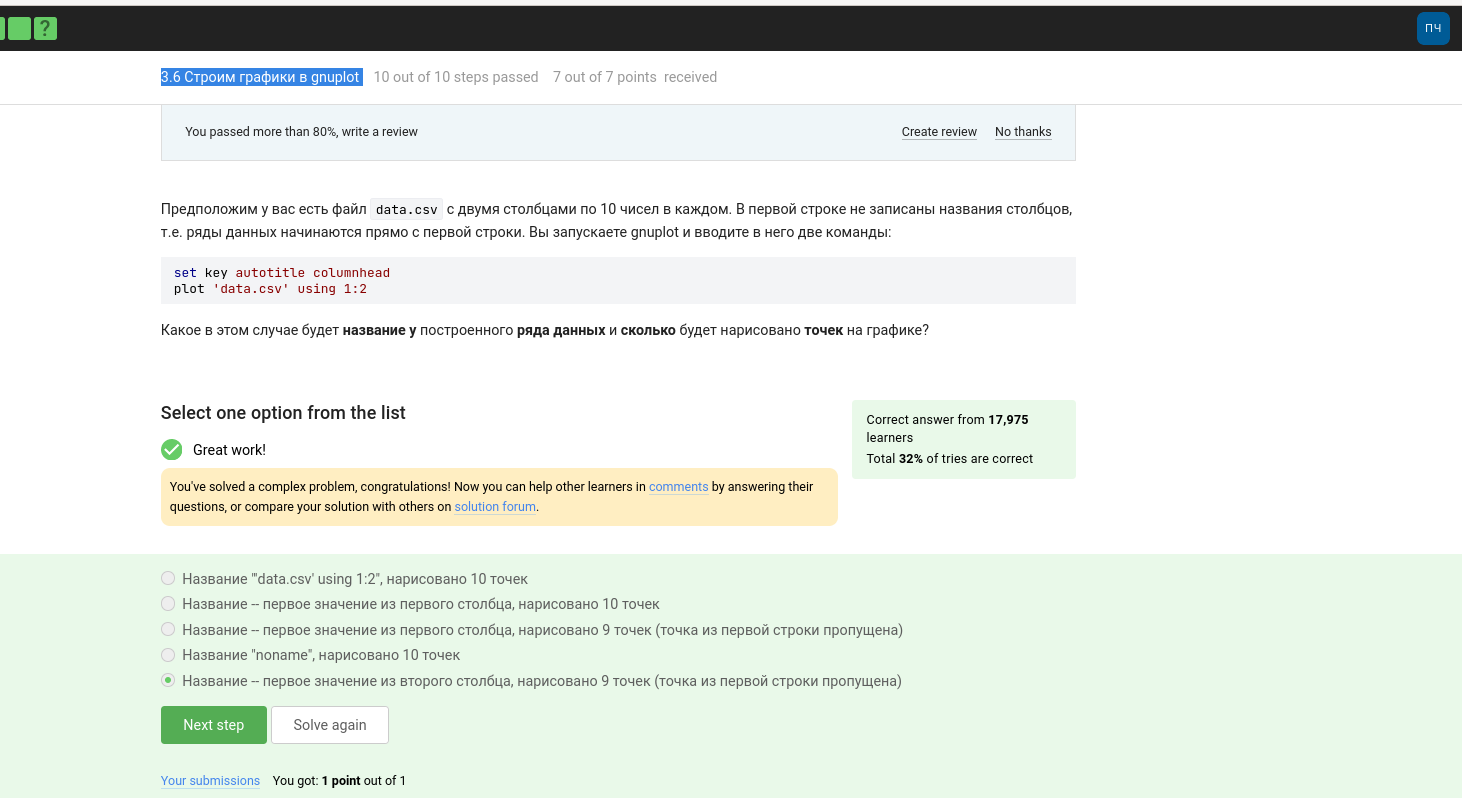 ?
ПЧ
3.6 Строим графики в gnuplot 10 out of 10 steps passed 7 out of 7 points received
You passed more than 80%, write a review Create review No thanks
Предположим у вас есть файл data.csv с двумя столбцами по 10 чисел в каждом. В первой строке не записаны названия столбцов,
т.е. ряды данных начинаются прямо с первой строки. Вы запускаете gnuplot и вводите в него две команды:
set key autotitle columnhead
plot 'data.csv' using 1:2
Какое в этом случае будет название у построенного ряда данных и сколько будет нарисовано точек на графике?
Select one option from the list
Correct answer from 17,975
learners
Total 32% of tries are correct
Great work!
You've solved a complex problem, congratulations! Now you can help other learners in comments by answering their
questions, or compare your solution with others on solution forum.
Название "'data.csv' using 1:2", нарисовано 10 точек
Название -- первое значение из первого столбца, нарисовано 10 точек
Название -- первое значение из первого столбца, нарисовано 9 точек (точка из первой строки пропущена)
Название "noname", нарисовано 10 точек
Название -- первое значение из второго столбца, нарисовано 9 точек (точка из первой строки пропущена)
Next step Solve again
Your submissions You got: 1 point out of 1